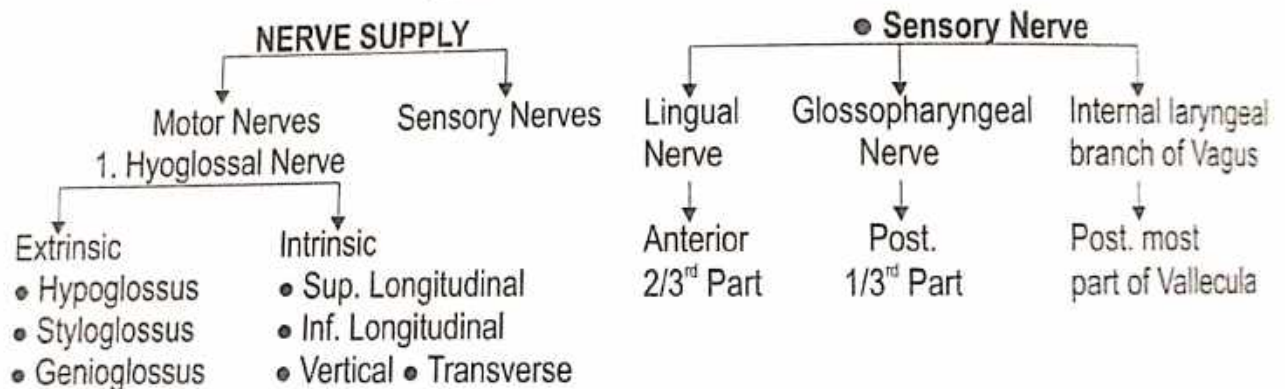 NERVE SUPPLY
Motor Nerves
Sensory Nerves
1. Hyoglossal Nerve
Extrinsic
• Hypoglossus
• Styloglossus
• Genioglossus
Intrinsic
• Sup. Longitudinal
• Inf. Longitudinal
• Vertical • Transverse
• Sensory Nerve
Lingual
Nerve
Anterior
2/3rd Part
Glossopharyngeal
Nerve
Post.
1/3rd Part
Internal laryngeal
branch of Vagus
Post. most
part of Vallecula